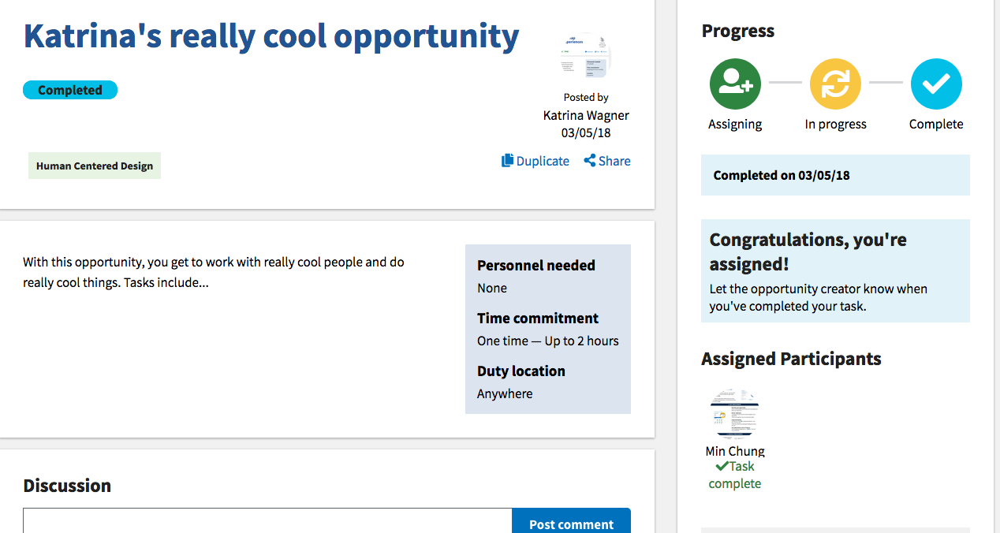 Katrina's really cool opportunity
Completed
Posted by
Katrina Wagner
03/05/18
Human Centered Design
Duplicate
Share
With this opportunity, you get to work with really cool people and do
really cool things. Tasks include...
Personnel needed
None
Time commitment
One time — Up to 2 hours
Duty location
Anywhere
Discussion
Post comment
Progress
Assigning
In progress
Complete
Completed on 03/05/18
Congratulations, you're
assigned!
Let the opportunity creator know when
you've completed your task.
Assigned Participants
Min Chung
Task
complete